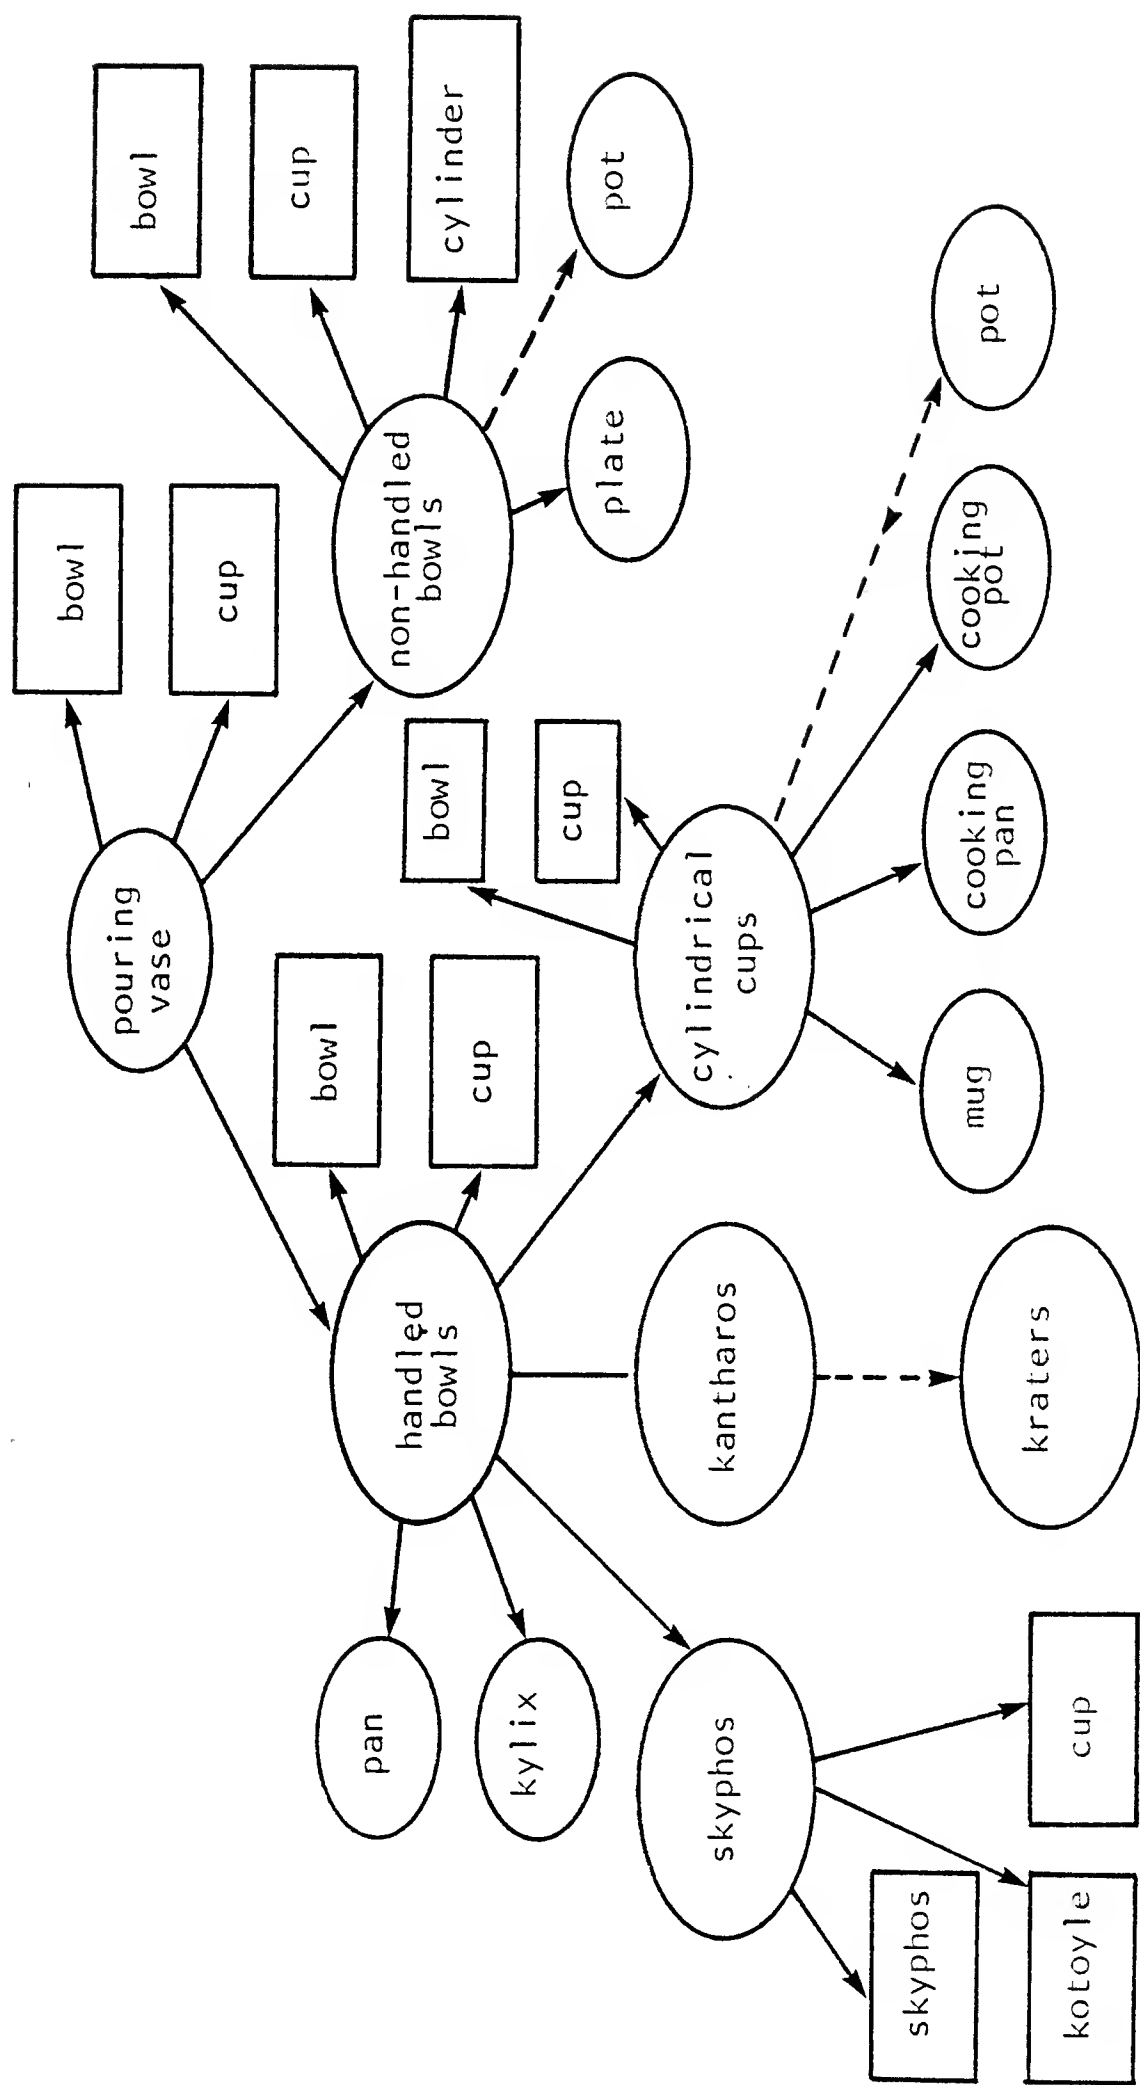 pouring
vase
bowl
cup
handled
bowls
bowl
cup
non-handled
bowls
bowl
cup
cylinder
pot
plate
pan
kylix
skyphos
kantharos
cylindrical
cups
bowl
cup
skyphos
kotoyle
cup
kraters
mug
cooking
pan
cooking
pot
pot